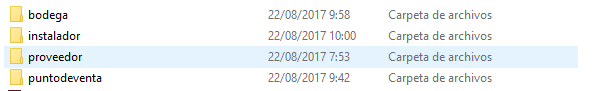 bodega 22/08/2017 9:58 Carpeta de archivos
instalador 22/08/2017 10:00 Carpeta de archivos
proveedor 22/08/2017 7:53 Carpeta de archivos
puntodeventa 22/08/2017 9:42 Carpeta de archivos